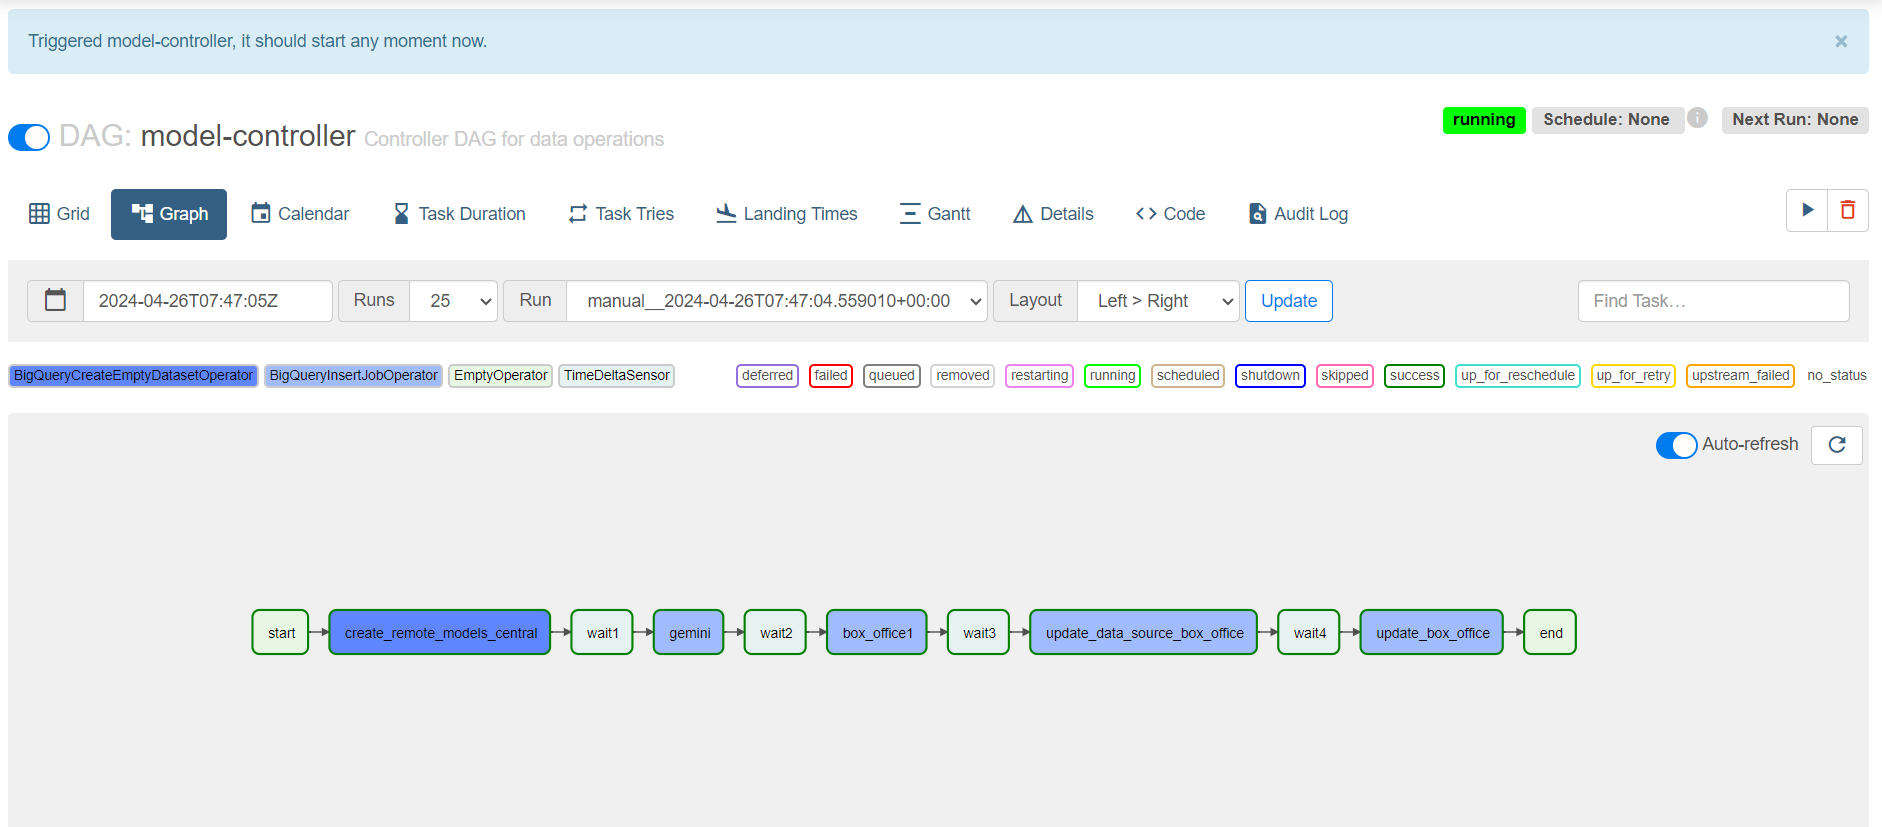 Triggered model-controller, it should start any moment now.
×
DAG: model-controller Controller DAG for data operations
running Schedule: None i Next Run: None
Grid Graph Calendar Task Duration Task Tries Landing Times Gantt Details Code Audit Log
2024-04-26T07:47:05Z Runs 25 Run manual__2024-04-26T07:47:04.559010+00:00 Layout Left > Right Update Find Task…
BigQueryCreateEmptyDatasetOperator BigQueryInsertJobOperator EmptyOperator TimeDeltaSensor deferred failed queued removed restarting running scheduled shutdown skipped success up_for_reschedule up_for_retry upstream_failed no_status
Auto-refresh
start create_remote_models_central wait1 gemini wait2 box_office1 wait3 update_data_source_box_office wait4 update_box_office end